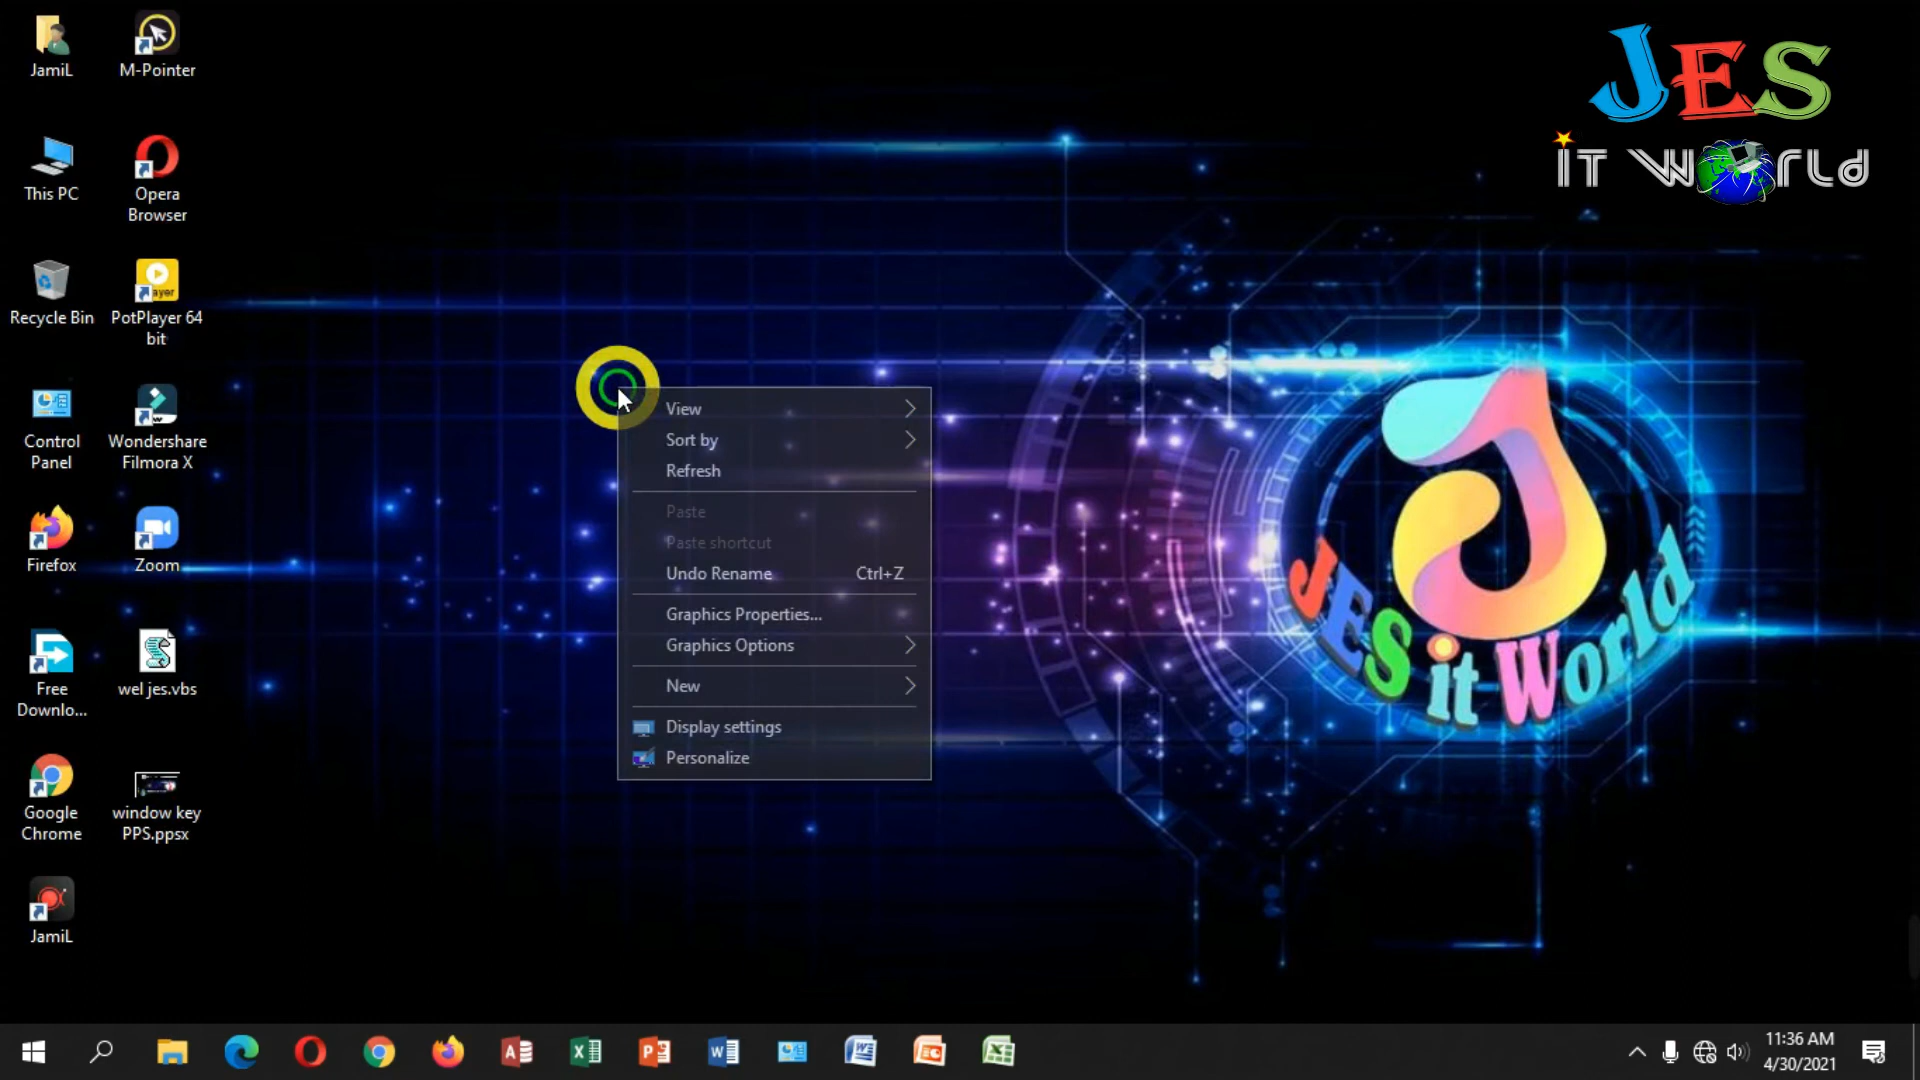 JamiL
M-Pointer
This PC
Opera
Browser
Recycle Bin
PotPlayer 64
bit
Control
Panel
Wondershare
Filmora X
Firefox
Zoom
Free
Downlo...
wel jes.vbs
Google
Chrome
window key
PPS.ppsx
JamiL
View
Sort by
Refresh
Paste
Paste shortcut
Undo Rename Ctrl+Z
Graphics Properties...
Graphics Options
New
Display settings
Personalize
JES
iT WOrLd
JES it World
11:36 AM
4/30/2021